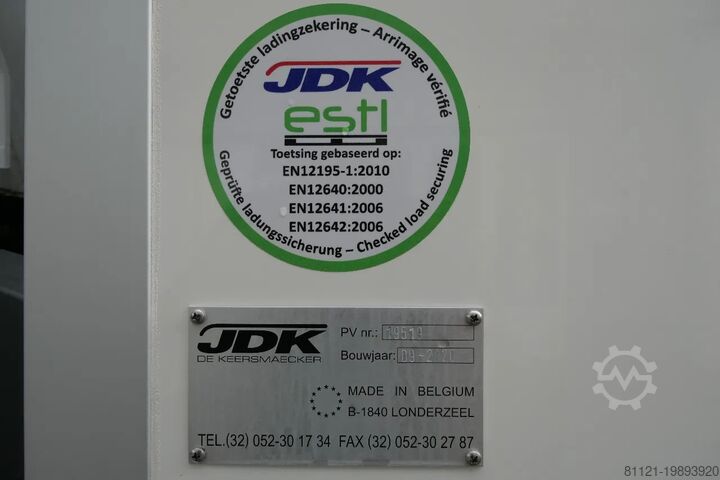 Getoetste ladingzekering – Arrimage vérifié
JDK
estl
Toetsing gebaseerd op:
EN12195-1:2010
EN12640:2000
EN12641:2006
EN12642:2006
Geprüfte ladungssicherung – Checked load securing
JDK
DE KEERSMAECKER
PV nr.:
Bouwjaar:
MADE IN BELGIUM
B-1840 LONDERZEEL
TEL.(32) 052-30 17 34 FAX (32) 052-30 27 87
81121-19893920